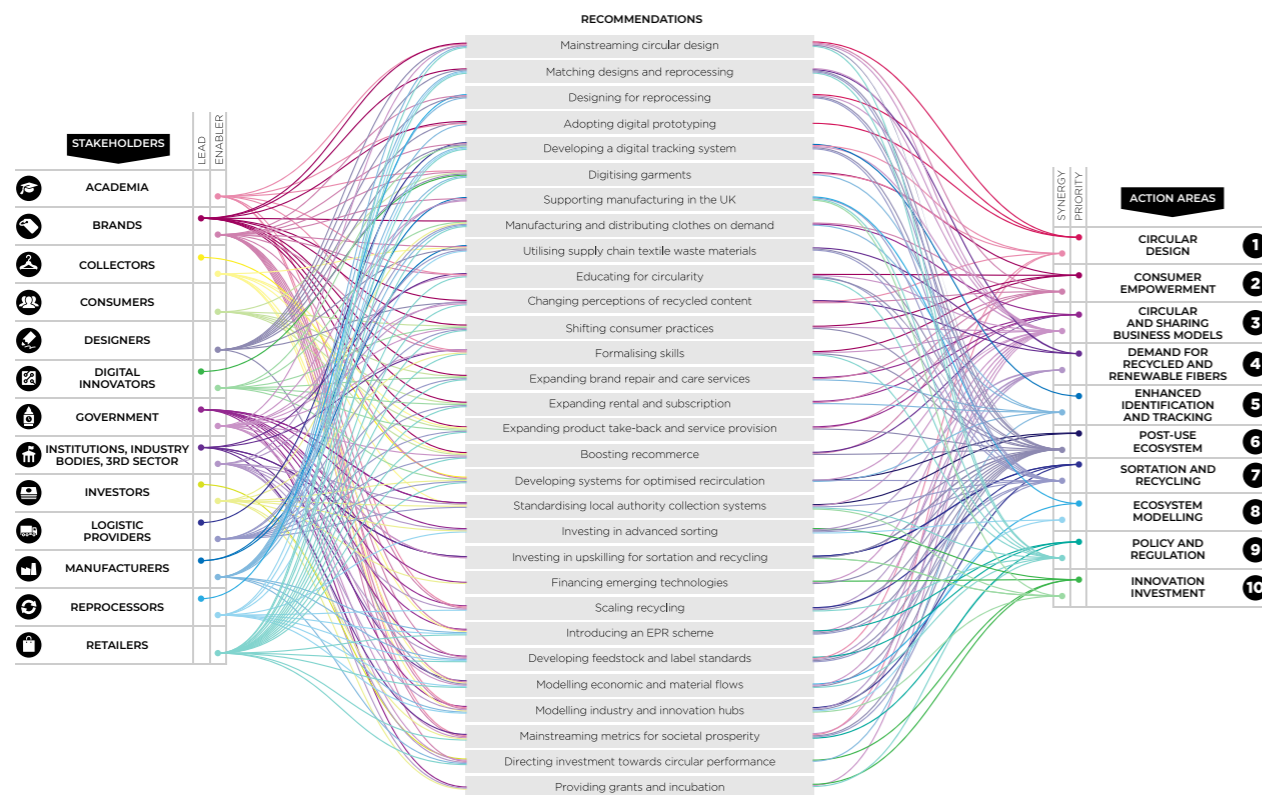 RECOMMENDATIONS
Mainstreaming circular design
Matching designs and reprocessing
Designing for reprocessing
Adopting digital prototyping
Developing a digital tracking system
Digitising garments
Supporting manufacturing in the UK
Manufacturing and distributing clothes on demand
Utilising supply chain textile waste materials
Educating for circularity
Changing perceptions of recycled content
Shifting consumer practices
Formalising skills
Expanding brand repair and care services
Expanding rental and subscription
Expanding product take-back and service provision
Boosting recommerce
Developing systems for optimised recirculation
Standardising local authority collection systems
Investing in advanced sorting
Investing in upskilling for sortation and recycling
Financing emerging technologies
Scaling recycling
Introducing an EPR scheme
Developing feedstock and label standards
Modelling economic and material flows
Modelling industry and innovation hubs
Mainstreaming metrics for societal prosperity
Directing investment towards circular performance
Providing grants and incubation
STAKEHOLDERS
LEAD
ENABLER
ACADEMIA
BRANDS
COLLECTORS
CONSUMERS
DESIGNERS
DIGITAL
INNOVATORS
GOVERNMENT
INSTITUTIONS, INDUSTRY
BODIES, 3RD SECTOR
INVESTORS
LOGISTIC
PROVIDERS
MANUFACTURERS
REPROCESSORS
RETAILERS
SYNERGY
PRIORITY
ACTION AREAS
CIRCULAR
DESIGN
1
CONSUMER
EMPOWERMENT
2
CIRCULAR
AND SHARING
BUSINESS MODELS
3
DEMAND FOR
RECYCLED AND
RENEWABLE FIBERS
4
ENHANCED
IDENTIFICATION
AND TRACKING
5
POST-USE
ECOSYSTEM
6
SORTATION AND
RECYCLING
7
ECOSYSTEM
MODELLING
8
POLICY AND
REGULATION
9
INNOVATION
INVESTMENT
10